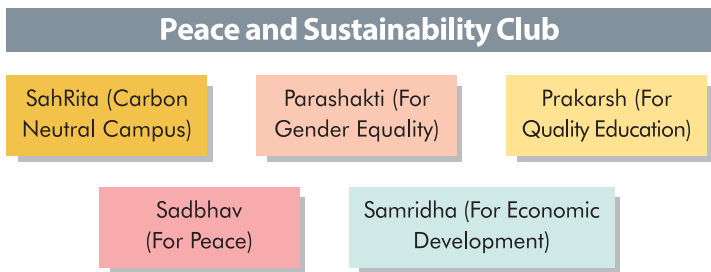 Peace and Sustainability Club
SahRita (Carbon
Neutral Campus)
Parashakti (For
Gender Equality)
Prakarsh (For
Quality Education)
Sadbhav
(For Peace)
Samridha (For Economic
Development)